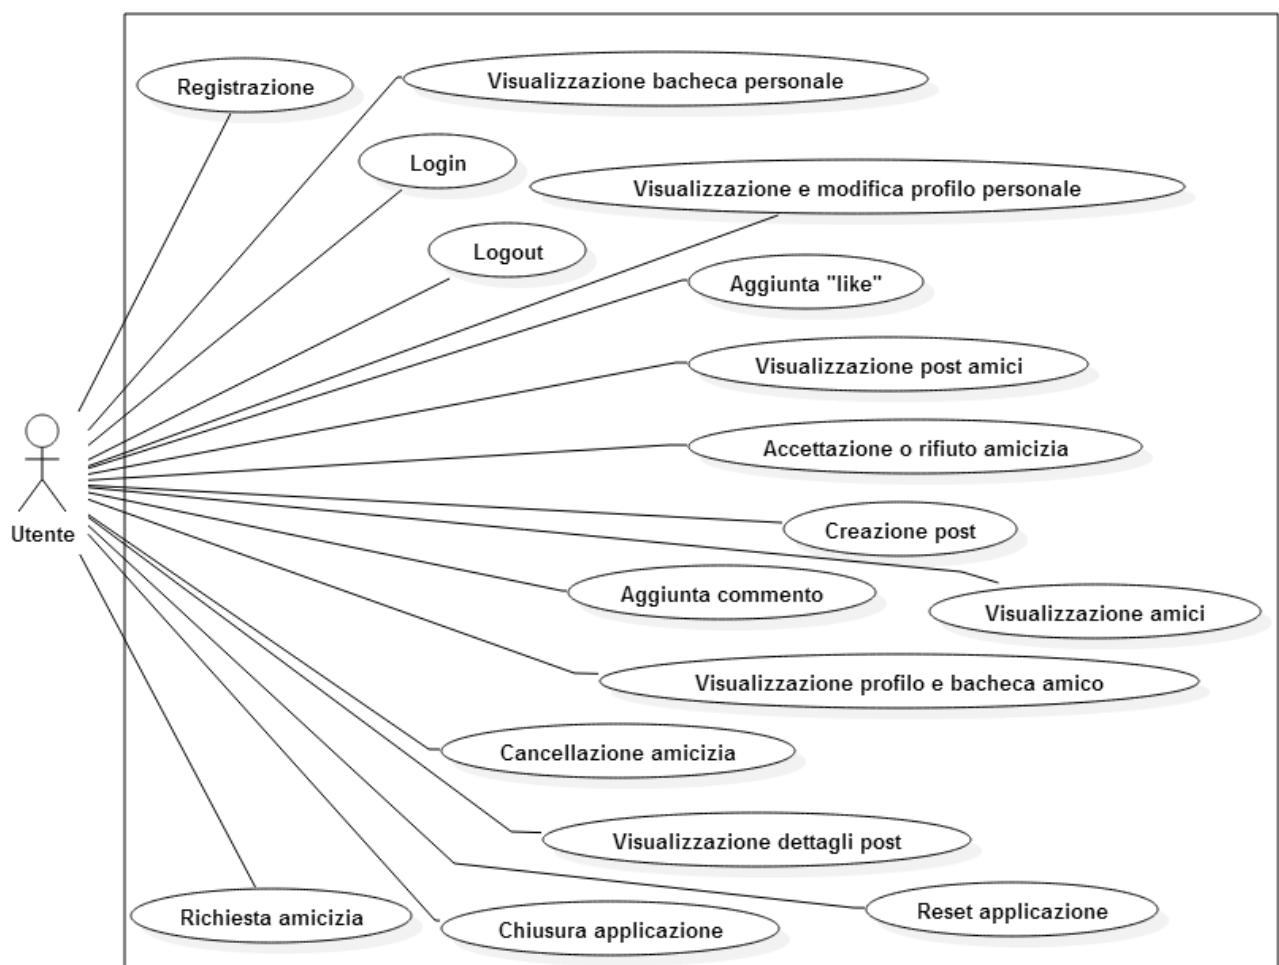 Registrazione
Visualizzazione bacheca personale
Login
Visualizzazione e modifica profilo personale
Logout
Aggiunta "like"
Visualizzazione post amici
Accettazione o rifiuto amicizia
Utente
Creazione post
Aggiunta commento
Visualizzazione amici
Visualizzazione profilo e bacheca amico
Cancellazione amicizia
Visualizzazione dettagli post
Richiesta amicizia
Chiusura applicazione
Reset applicazione